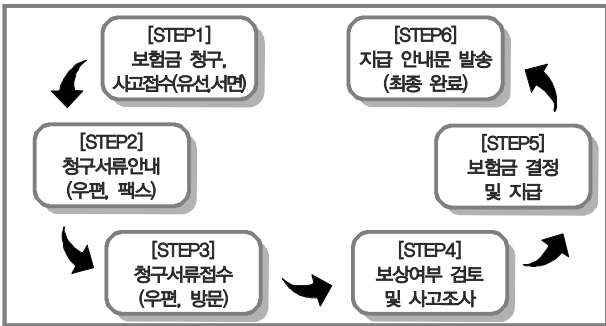 [STEP1]
보험금 청구,
사고접수(유선,서면)
[STEP2]
청구서류안내
(우편, 팩스)
[STEP3]
청구서류접수
(우편, 방문)
[STEP4]
보상여부 검토
및 사고조사
[STEP5]
보험금 결정
및 지급
[STEP6]
지급 안내문 발송
(최종 완료)